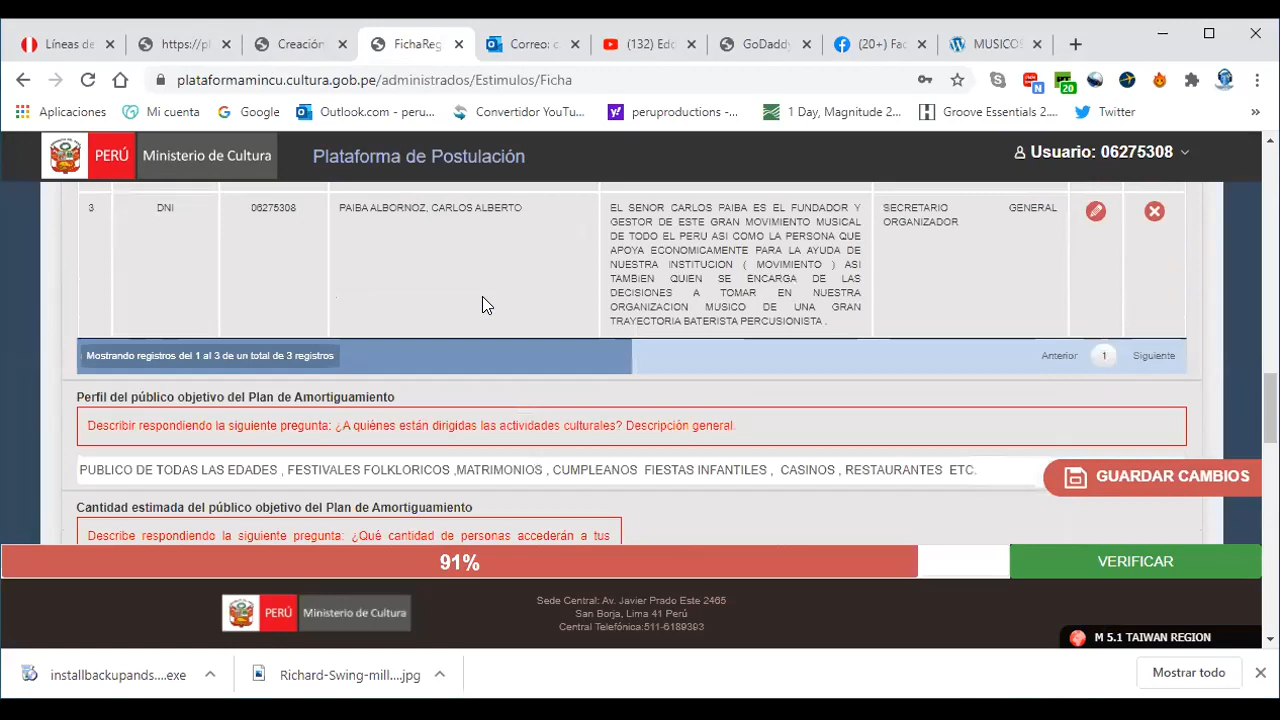 Líneas de
https://pl
Creación
FichaReg
Correo: c
(132) Edc
GoDaddy
(20+) Fac
MUSICOS
plataformamincu.cultura.gob.pe/administrados/Estimulos/Ficha
N
20
Aplicaciones
Mi cuenta
Google
Outlook.com - peru...
Convertidor YouTu...
peruproductions -...
1 Day, Magnitude 2...
Groove Essentials 2....
Twitter
»
PERÚ
Ministerio de Cultura
Plataforma de Postulación
Usuario: 06275308
3 DNI 06275308 PAIBA ALBORNOZ, CARLOS ALBERTO
EL SENOR CARLOS PAIBA ES EL FUNDADOR Y
GESTOR DE ESTE GRAN MOVIMIENTO MUSICAL
DE TODO EL PERU ASI COMO LA PERSONA QUE
APOYA ECONOMICAMENTE PARA LA AYUDA DE
NUESTRA INSTITUCION ( MOVIMIENTO ) ASI
TAMBIEN QUIEN SE ENCARGA DE LAS
DECISIONES A TOMAR EN NUESTRA
ORGANIZACION MUSICO DE UNA GRAN
TRAYECTORIA BATERISTA PERCUSIONISTA .
SECRETARIO GENERAL
ORGANIZADOR
Mostrando registros del 1 al 3 de un total de 3 registros
Anterior 1 Siguiente
Perfil del público objetivo del Plan de Amortiguamiento
Describir respondiendo la siguiente pregunta: ¿A quiénes están dirigidas las actividades culturales? Descripción general.
PUBLICO DE TODAS LAS EDADES , FESTIVALES FOLKLORICOS ,MATRIMONIOS , CUMPLEANOS FIESTAS INFANTILES , CASINOS , RESTAURANTES ETC.
GUARDAR CAMBIOS
Cantidad estimada del público objetivo del Plan de Amortiguamiento
Describe respondiendo la siguiente pregunta: ¿Qué cantidad de personas accederán a tus
91%
VERIFICAR
PERÚ
Ministerio de Cultura
Sede Central: Av. Javier Prado Este 2465
San Borja, Lima 41 Perú
Central Telefónica:511-6189393
M 5.1 TAIWAN REGION
installbackupands....exe
Richard-Swing-mill....jpg
Mostrar todo